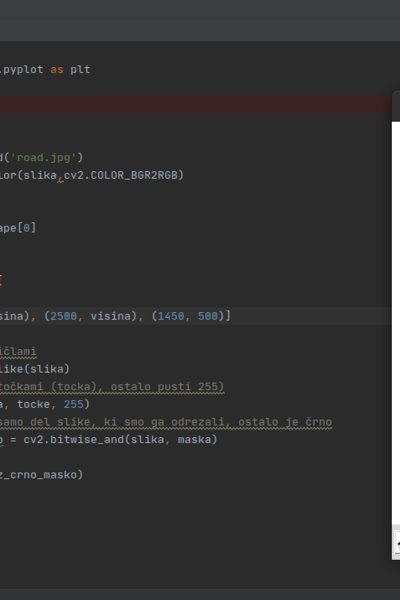 .pyplot as plt
d('road.jpg')
lor(slika,cv2.COLOR_BGR2RGB)
ape[0]
[
sina), (2500, visina), (1450, 500)]
ičlami
like(slika)
točkami (tocka), ostalo pusti 255)
a, tocke, 255)
samo del slike, ki smo ga odrezali, ostalo je črno
o = cv2.bitwise_and(slika, maska)
z_crno_masko)